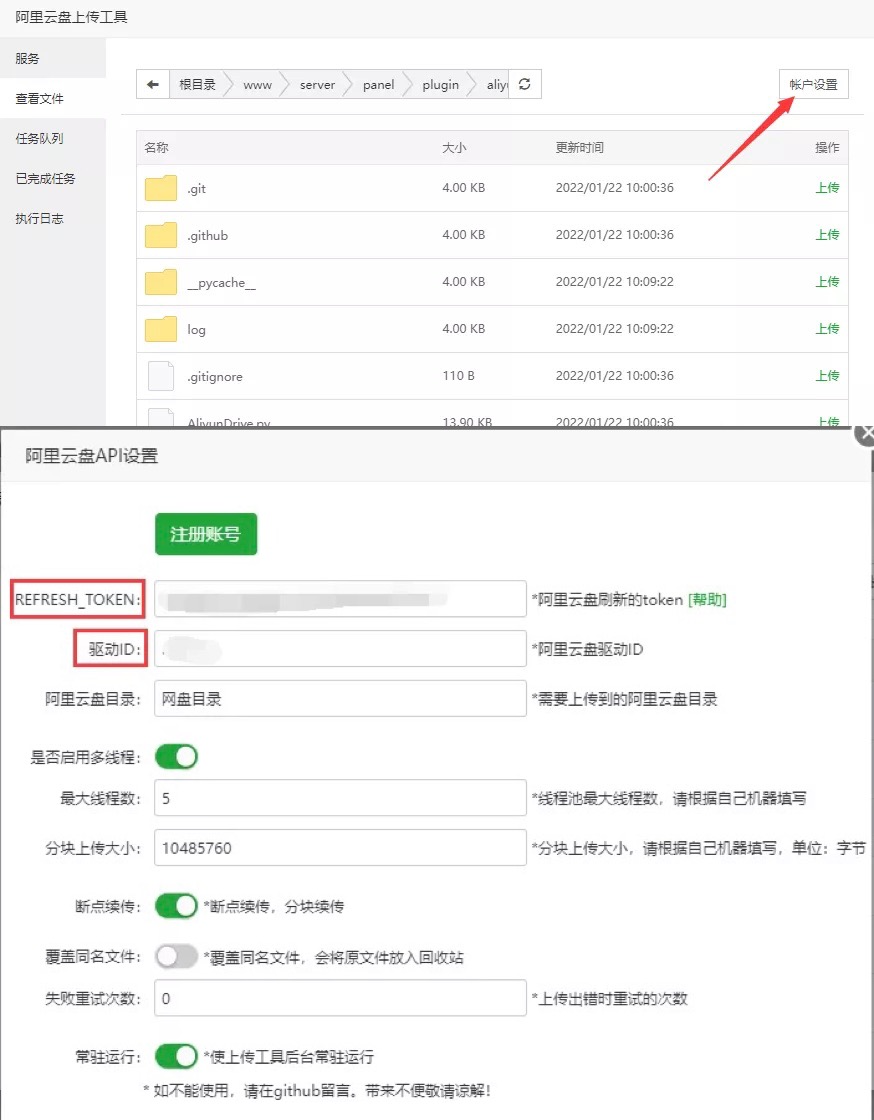 阿里云盘上传工具
服务
查看文件
任务队列
已完成任务
执行日志
根目录 www server panel plugin aliy
帐户设置
名称 大小 更新时间 操作
.git 4.00 KB 2022/01/22 10:00:36 上传
.github 4.00 KB 2022/01/22 10:00:36 上传
__pycache__ 4.00 KB 2022/01/22 10:09:22 上传
log 4.00 KB 2022/01/22 10:09:22 上传
.gitignore 110 B 2022/01/22 10:00:36 上传
AliyunDrive.py 13.90 KB 2022/01/22 10:00:36 上传
阿里云盘API设置
注册账号
REFRESH_TOKEN: *阿里云盘刷新的token [帮助]
驱动ID: *阿里云盘驱动ID
阿里云盘目录: 网盘目录 *需要上传到的阿里云盘目录
是否启用多线程:
最大线程数: 5 *线程池最大线程数，请根据自己机器填写
分块上传大小: 10485760 *分块上传大小，请根据自己机器填写，单位：字节
断点续传: *断点续传，分块续传
覆盖同名文件: *覆盖同名文件，会将原文件放入回收站
失败重试次数: 0 *上传出错时重试的次数
常驻运行: *使上传工具后台常驻运行
* 如不能使用，请在github留言。带来不便敬请谅解！